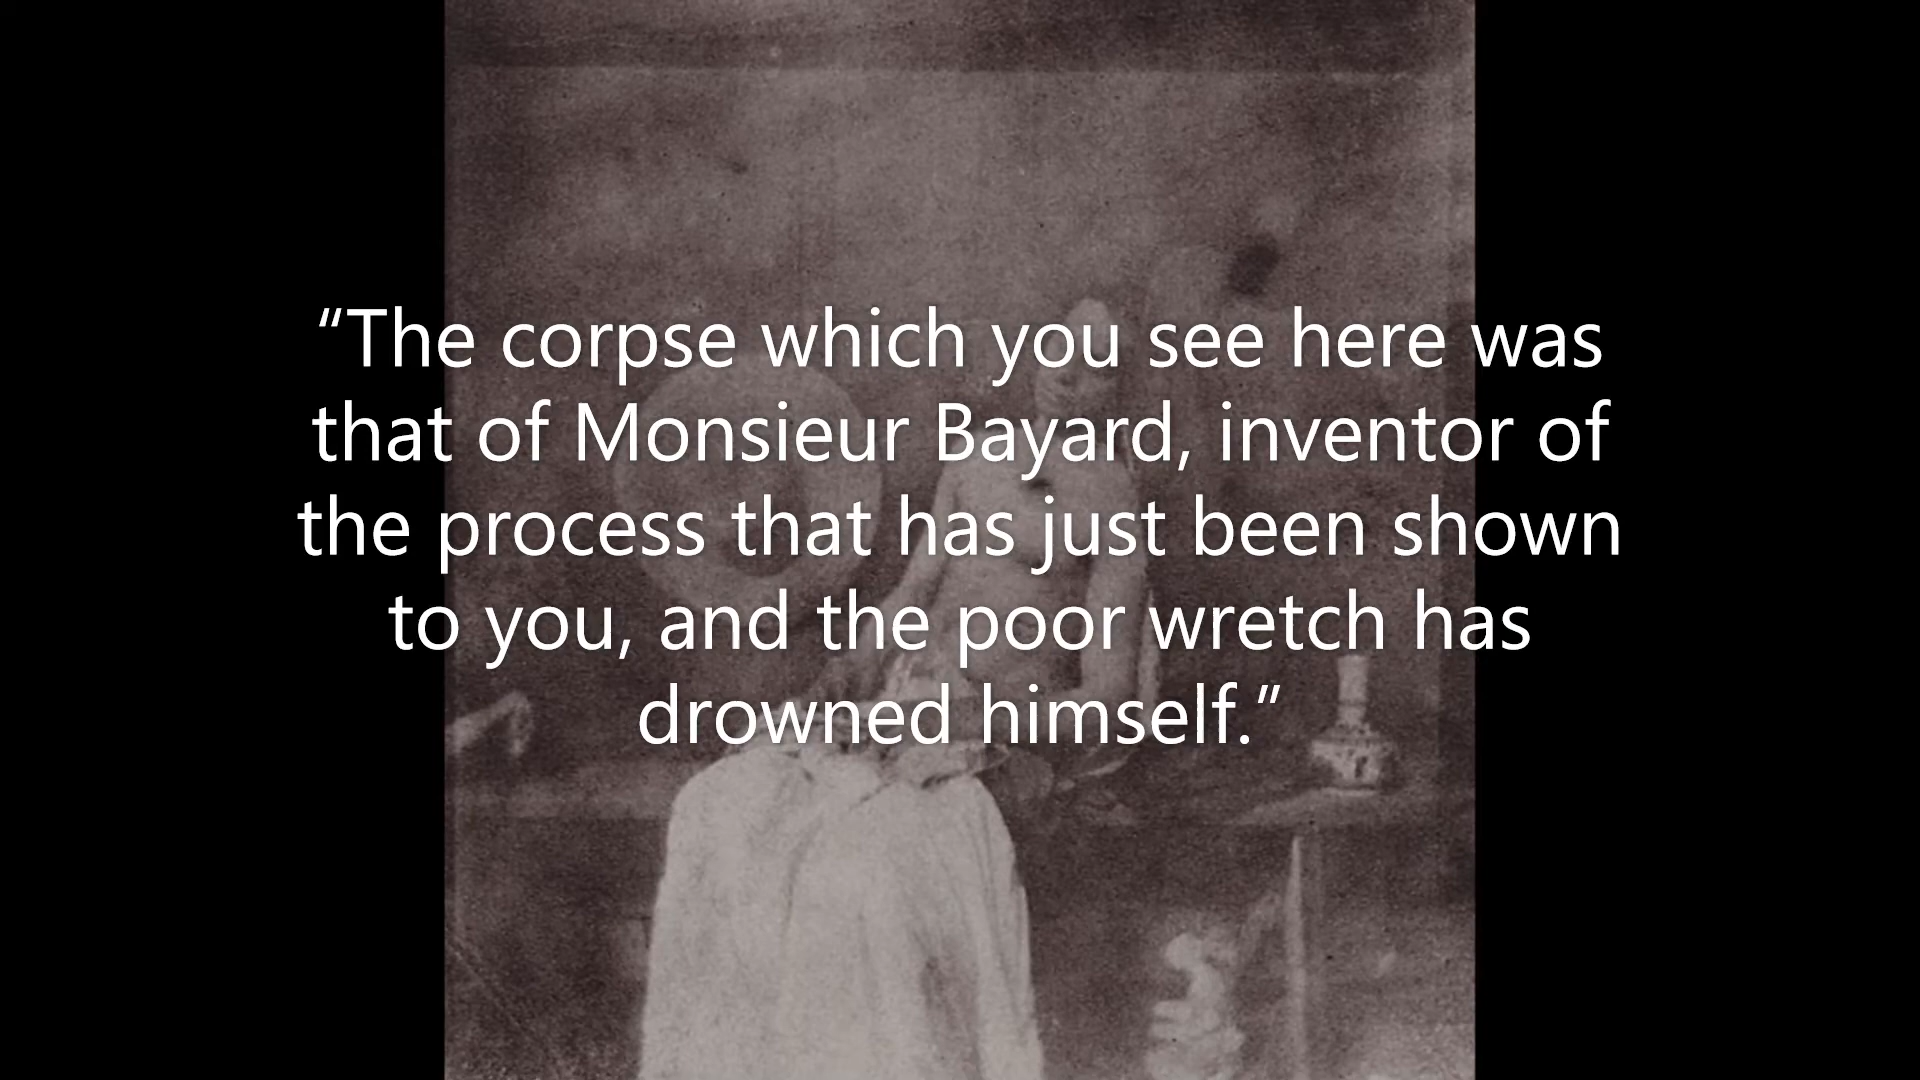 “The corpse which you see here was
that of Monsieur Bayard, inventor of
the process that has just been shown
to you, and the poor wretch has
drowned himself.”